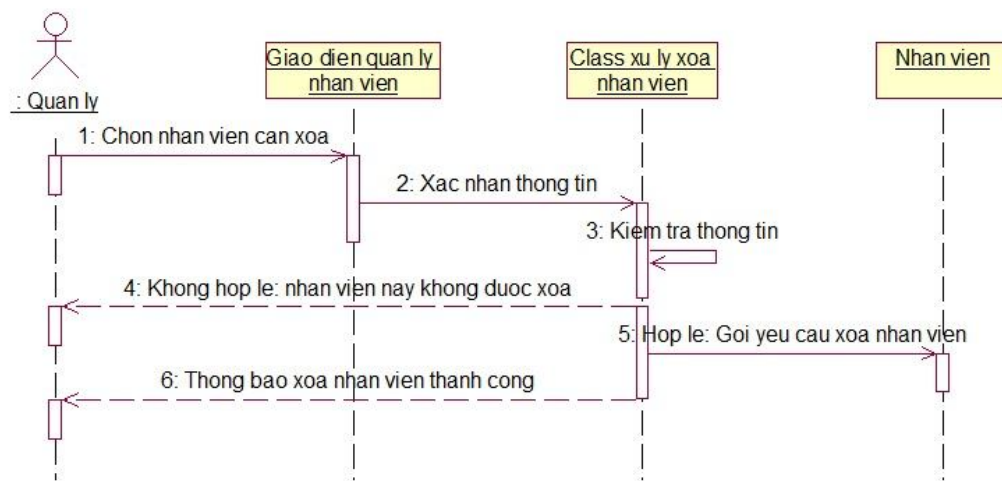 Giao dien quan ly
nhan vien
Class xu ly xoa
nhan vien
Nhan vien
: Quan ly
1: Chon nhan vien can xoa
2: Xac nhan thong tin
3: Kiem tra thong tin
4: Khong hop le: nhan vien nay khong duoc xoa
5: Hop le: Goi yeu cau xoa nhan vien
6: Thong bao xoa nhan vien thanh cong